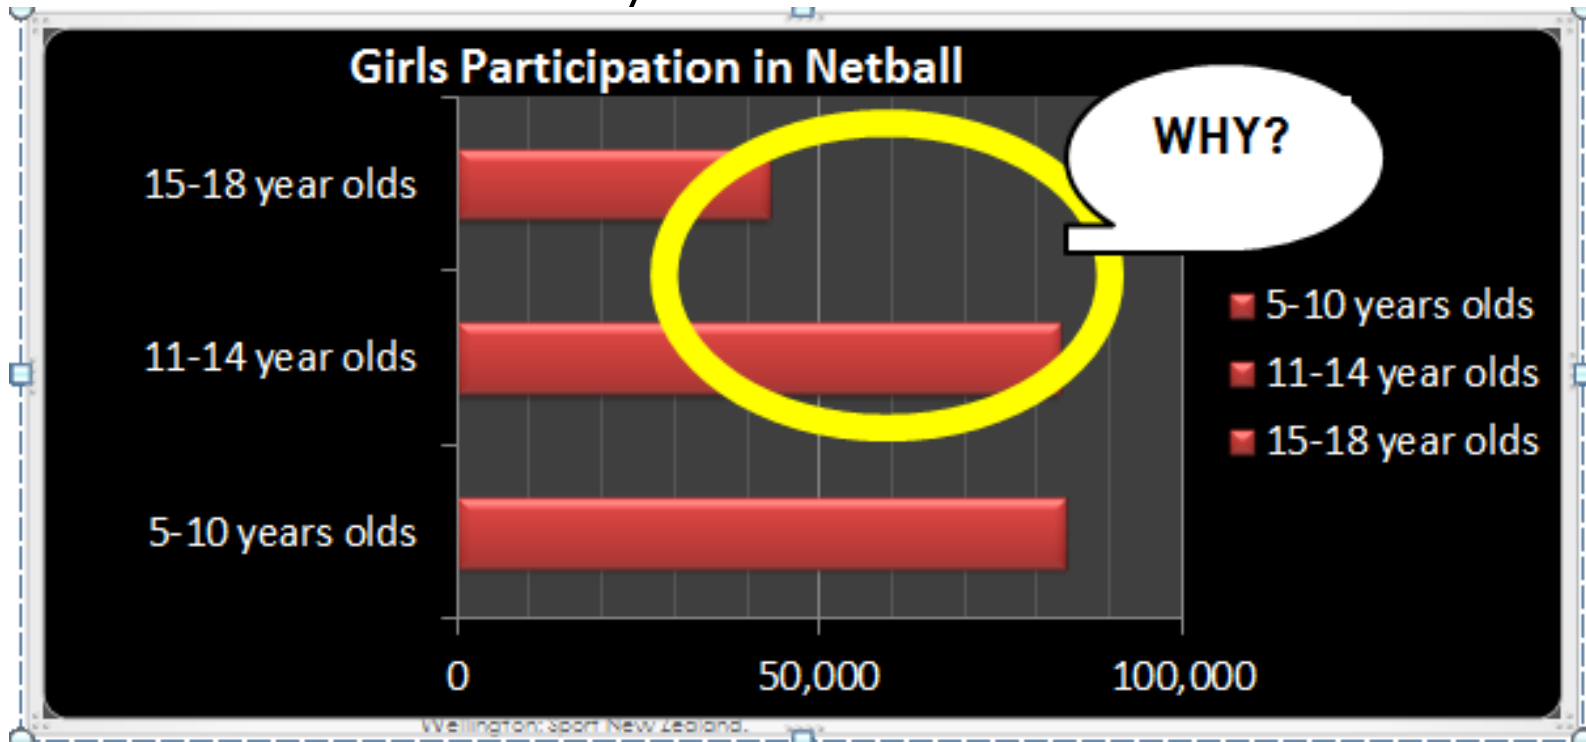 Girls Participation in Netball
WHY?
15-18 year olds
11-14 year olds
5-10 years olds
0 50,000 100,000
5-10 years olds
11-14 year olds
15-18 year olds
Wellington: Sport New Zealand.